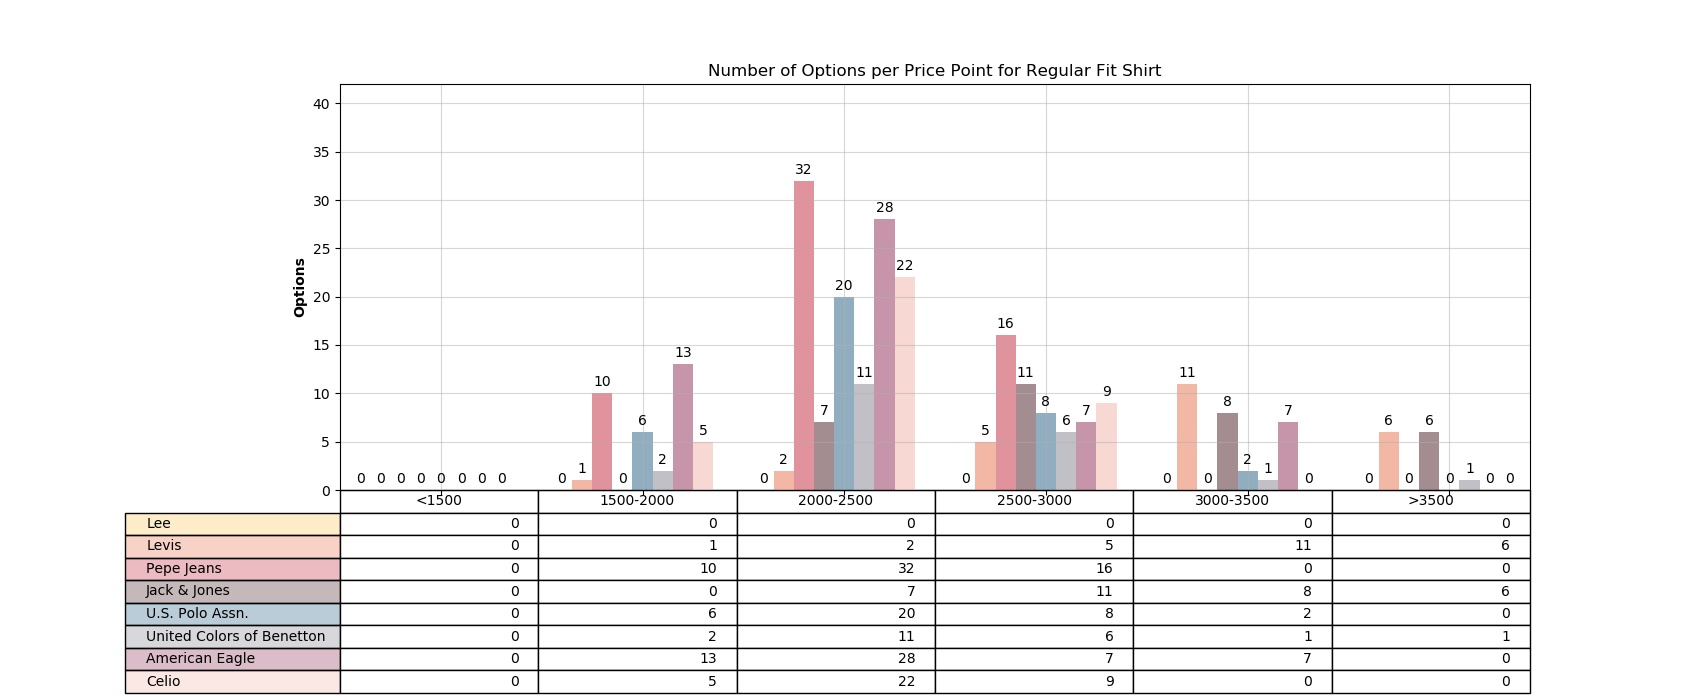 Number of Options per Price Point for Regular Fit Shirt
40
35
30
25
20
15
10
5
0
Options
0 0 0 0 0 0 0 0
0 1 10 0 6 2 13 5
0 2 32 7 20 11 28 22
0 5 16 11 8 6 7 9
0 11 0 8 2 1 7 0
0 6 0 6 0 1 0 0
<1500 1500-2000 2000-2500 2500-3000 3000-3500 >3500
Lee 0 0 0 0 0 0
Levis 0 1 2 5 11 6
Pepe Jeans 0 10 32 16 0 0
Jack & Jones 0 0 7 11 8 6
U.S. Polo Assn. 0 6 20 8 2 0
United Colors of Benetton 0 2 11 6 1 1
American Eagle 0 13 28 7 7 0
Celio 0 5 22 9 0 0